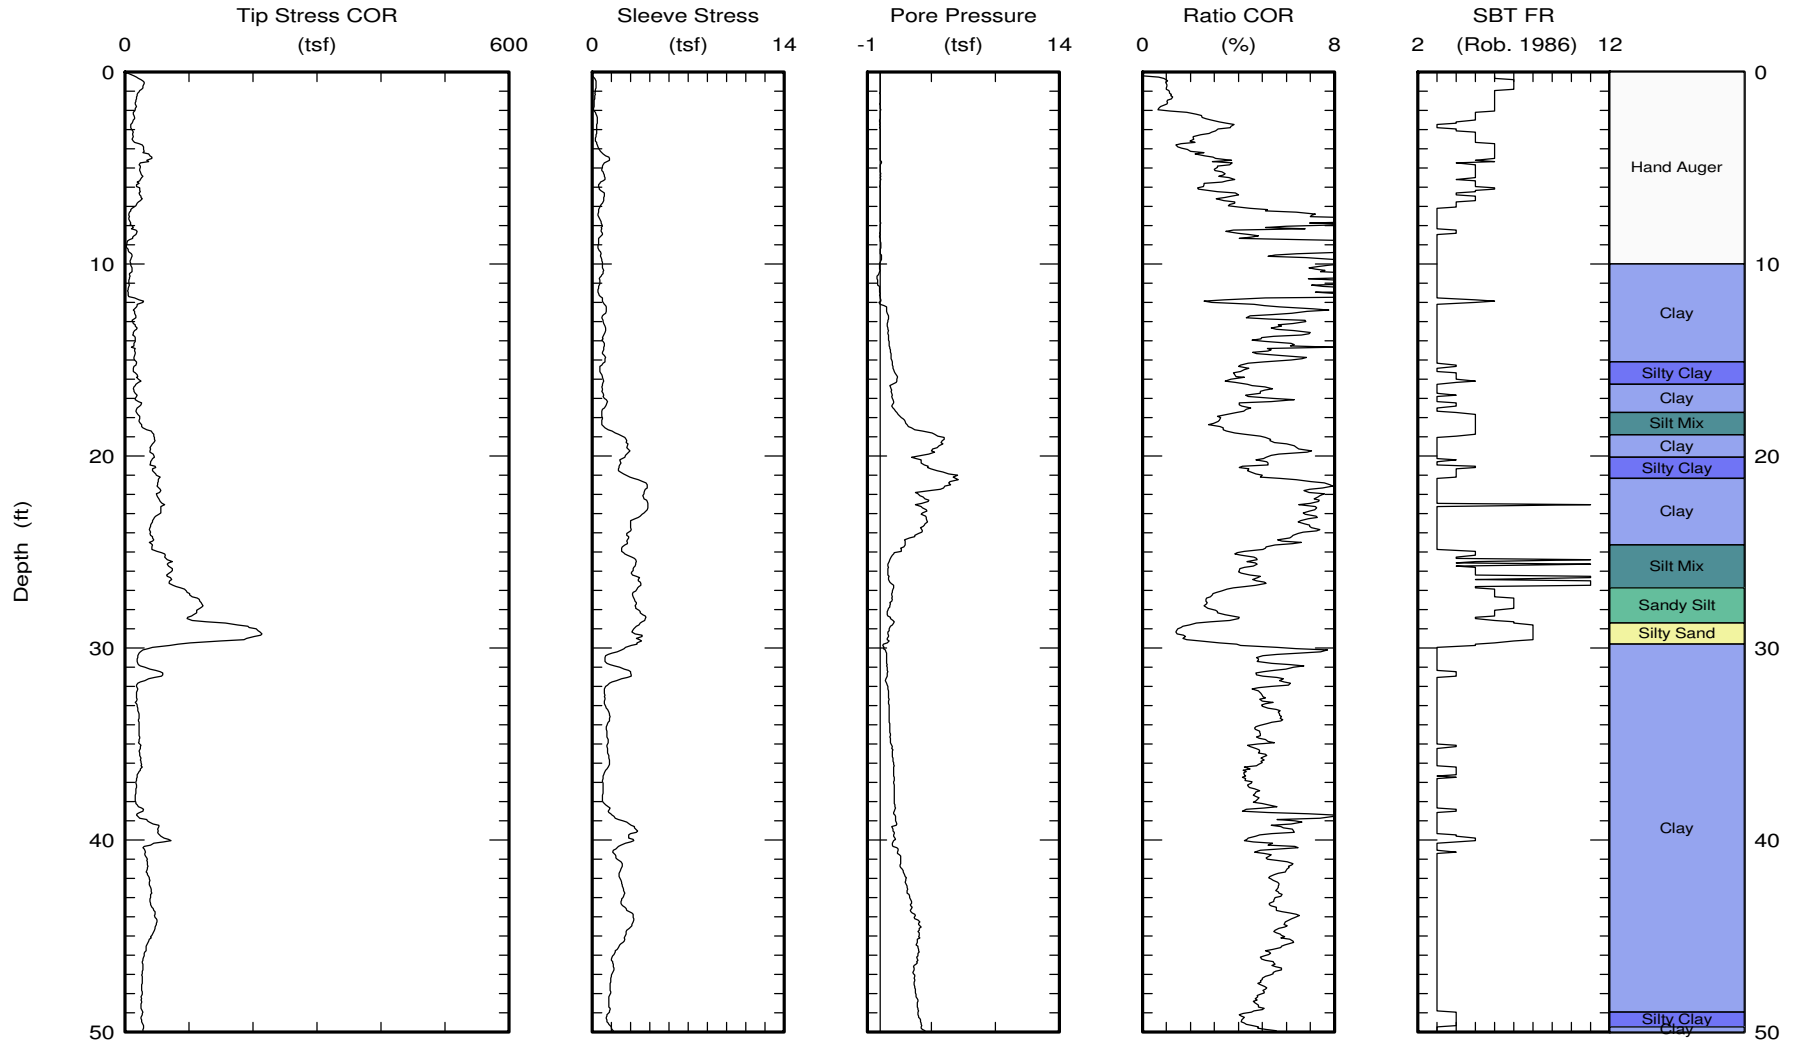 Tip Stress COR Sleeve Stress Pore Pressure Ratio COR SBT FR
0 (tsf) 600 0 (tsf) 14 -1 (tsf) 14 0 (%) 8 2 (Rob. 1986) 12
0 0
Hand Auger
10 10
Clay
Silty Clay
Clay
Silt Mix
Clay
20 20
Silty Clay
Clay
Depth (ft)
Silt Mix
Sandy Silt
Silty Sand
30 30
Clay
40 40
Silty Clay
Clay
50 50